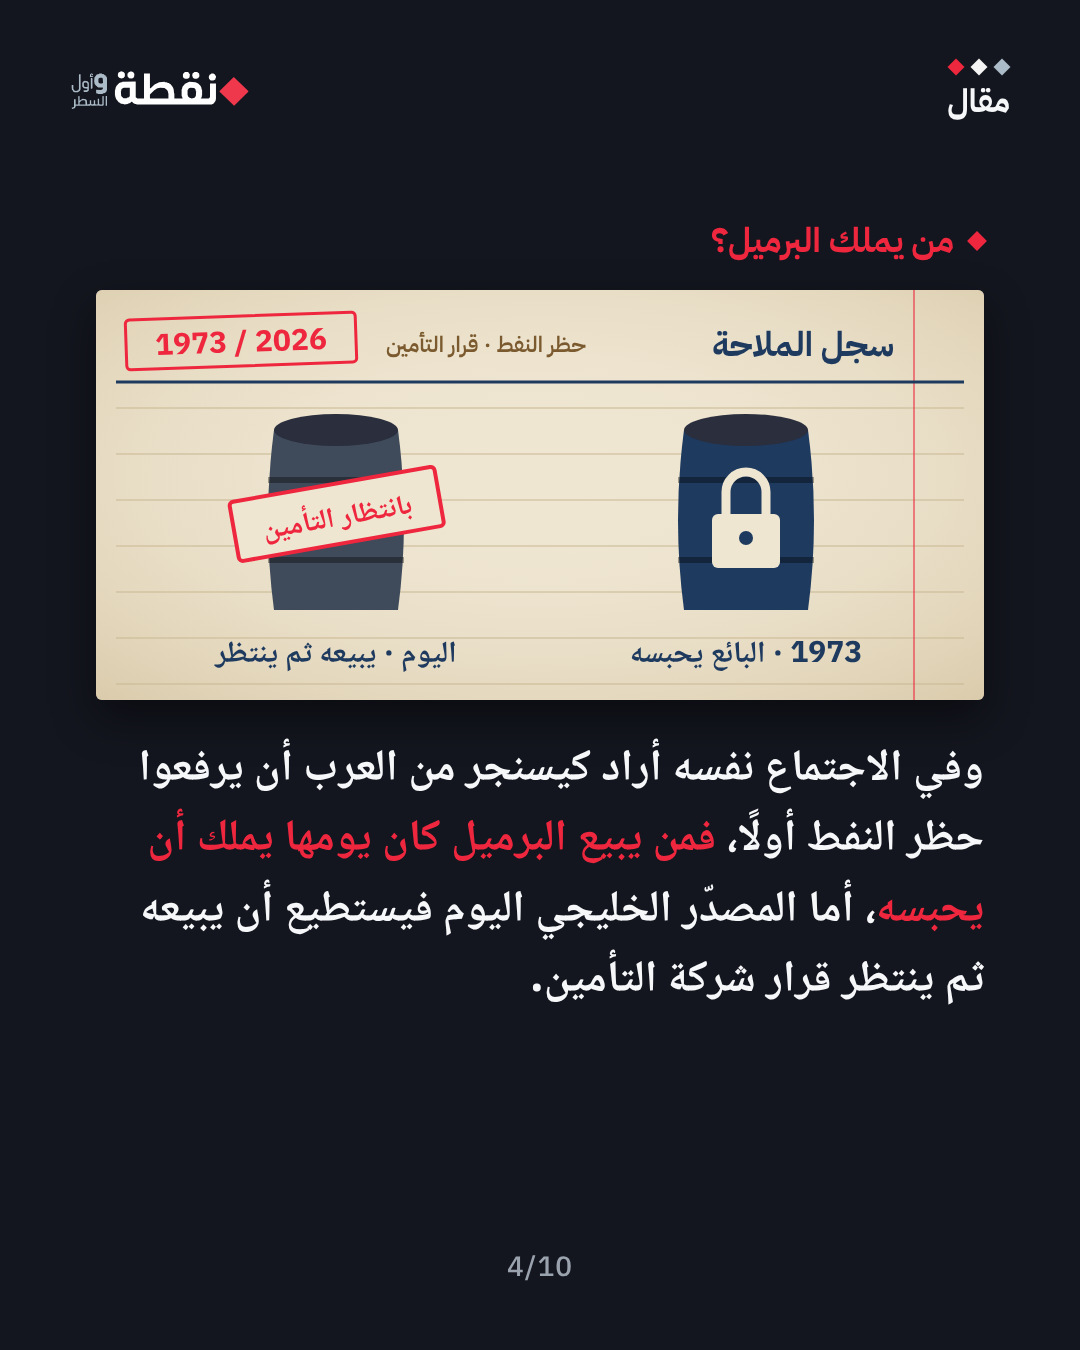 مقال
نقطة وأول السطر
من يملك البرميل؟
سجل الملاحة
حظر النفط · قرار التأمين
1973 / 2026
بانتظار التأمين
1973 · البائع يحبسه
اليوم · يبيعه ثم ينتظر
وفي الاجتماع نفسه أراد كيسنجر من العرب أن يرفعوا
حظر النفط أولًا، فمن يبيع البرميل كان يومها يملك أن
يحبسه، أما المصدّر الخليجي اليوم فيستطيع أن يبيعه
ثم ينتظر قرار شركة التأمين.
4/10